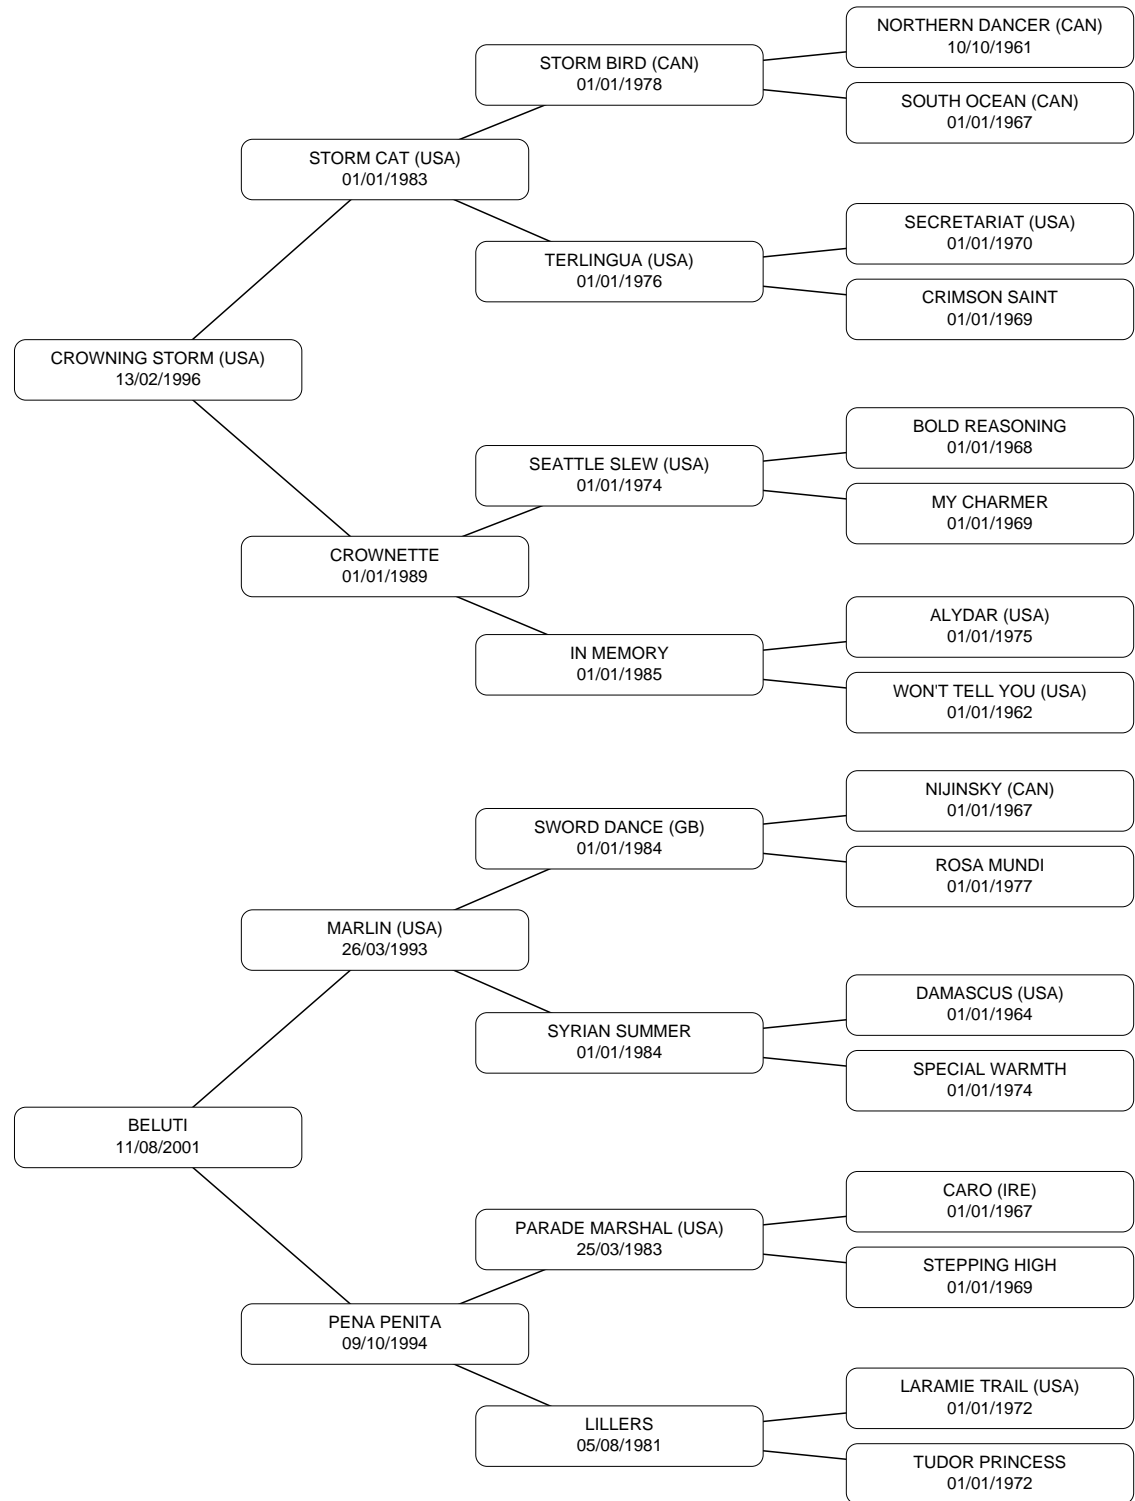 NORTHERN DANCER (CAN)
10/10/1961
STORM BIRD (CAN)
01/01/1978
SOUTH OCEAN (CAN)
01/01/1967
STORM CAT (USA)
01/01/1983
SECRETARIAT (USA)
01/01/1970
TERLINGUA (USA)
01/01/1976
CRIMSON SAINT
01/01/1969
CROWNING STORM (USA)
13/02/1996
BOLD REASONING
01/01/1968
SEATTLE SLEW (USA)
01/01/1974
MY CHARMER
01/01/1969
CROWNETTE
01/01/1989
ALYDAR (USA)
01/01/1975
IN MEMORY
01/01/1985
WON'T TELL YOU (USA)
01/01/1962
NIJINSKY (CAN)
01/01/1967
SWORD DANCE (GB)
01/01/1984
ROSA MUNDI
01/01/1977
MARLIN (USA)
26/03/1993
DAMASCUS (USA)
01/01/1964
SYRIAN SUMMER
01/01/1984
SPECIAL WARMTH
01/01/1974
BELUTI
11/08/2001
CARO (IRE)
01/01/1967
PARADE MARSHAL (USA)
25/03/1983
STEPPING HIGH
01/01/1969
PENA PENITA
09/10/1994
LARAMIE TRAIL (USA)
01/01/1972
LILLERS
05/08/1981
TUDOR PRINCESS
01/01/1972